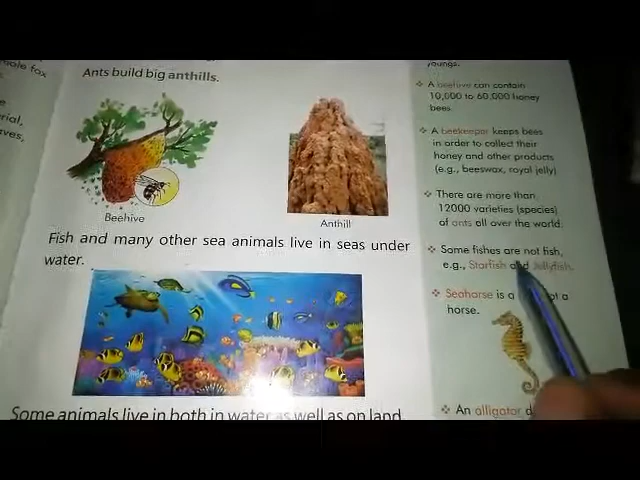 Ants build big anthills.
Beehive
Anthill
Fish and many other sea animals live in seas under
water.
Some animals live in both in water as well as on land
youngs.
A beehive can contain
10,000 to 60,000 honey
bees.
A beekeeper keeps bees
in order to collect their
honey and other products
(e.g., beeswax, royal jelly)
There are more than
12000 varieties (species)
of ants all over the world.
Some fishes are not fish,
e.g., Starfish and Jellyfish.
Seahorse is a
not a
horse.
An alligator